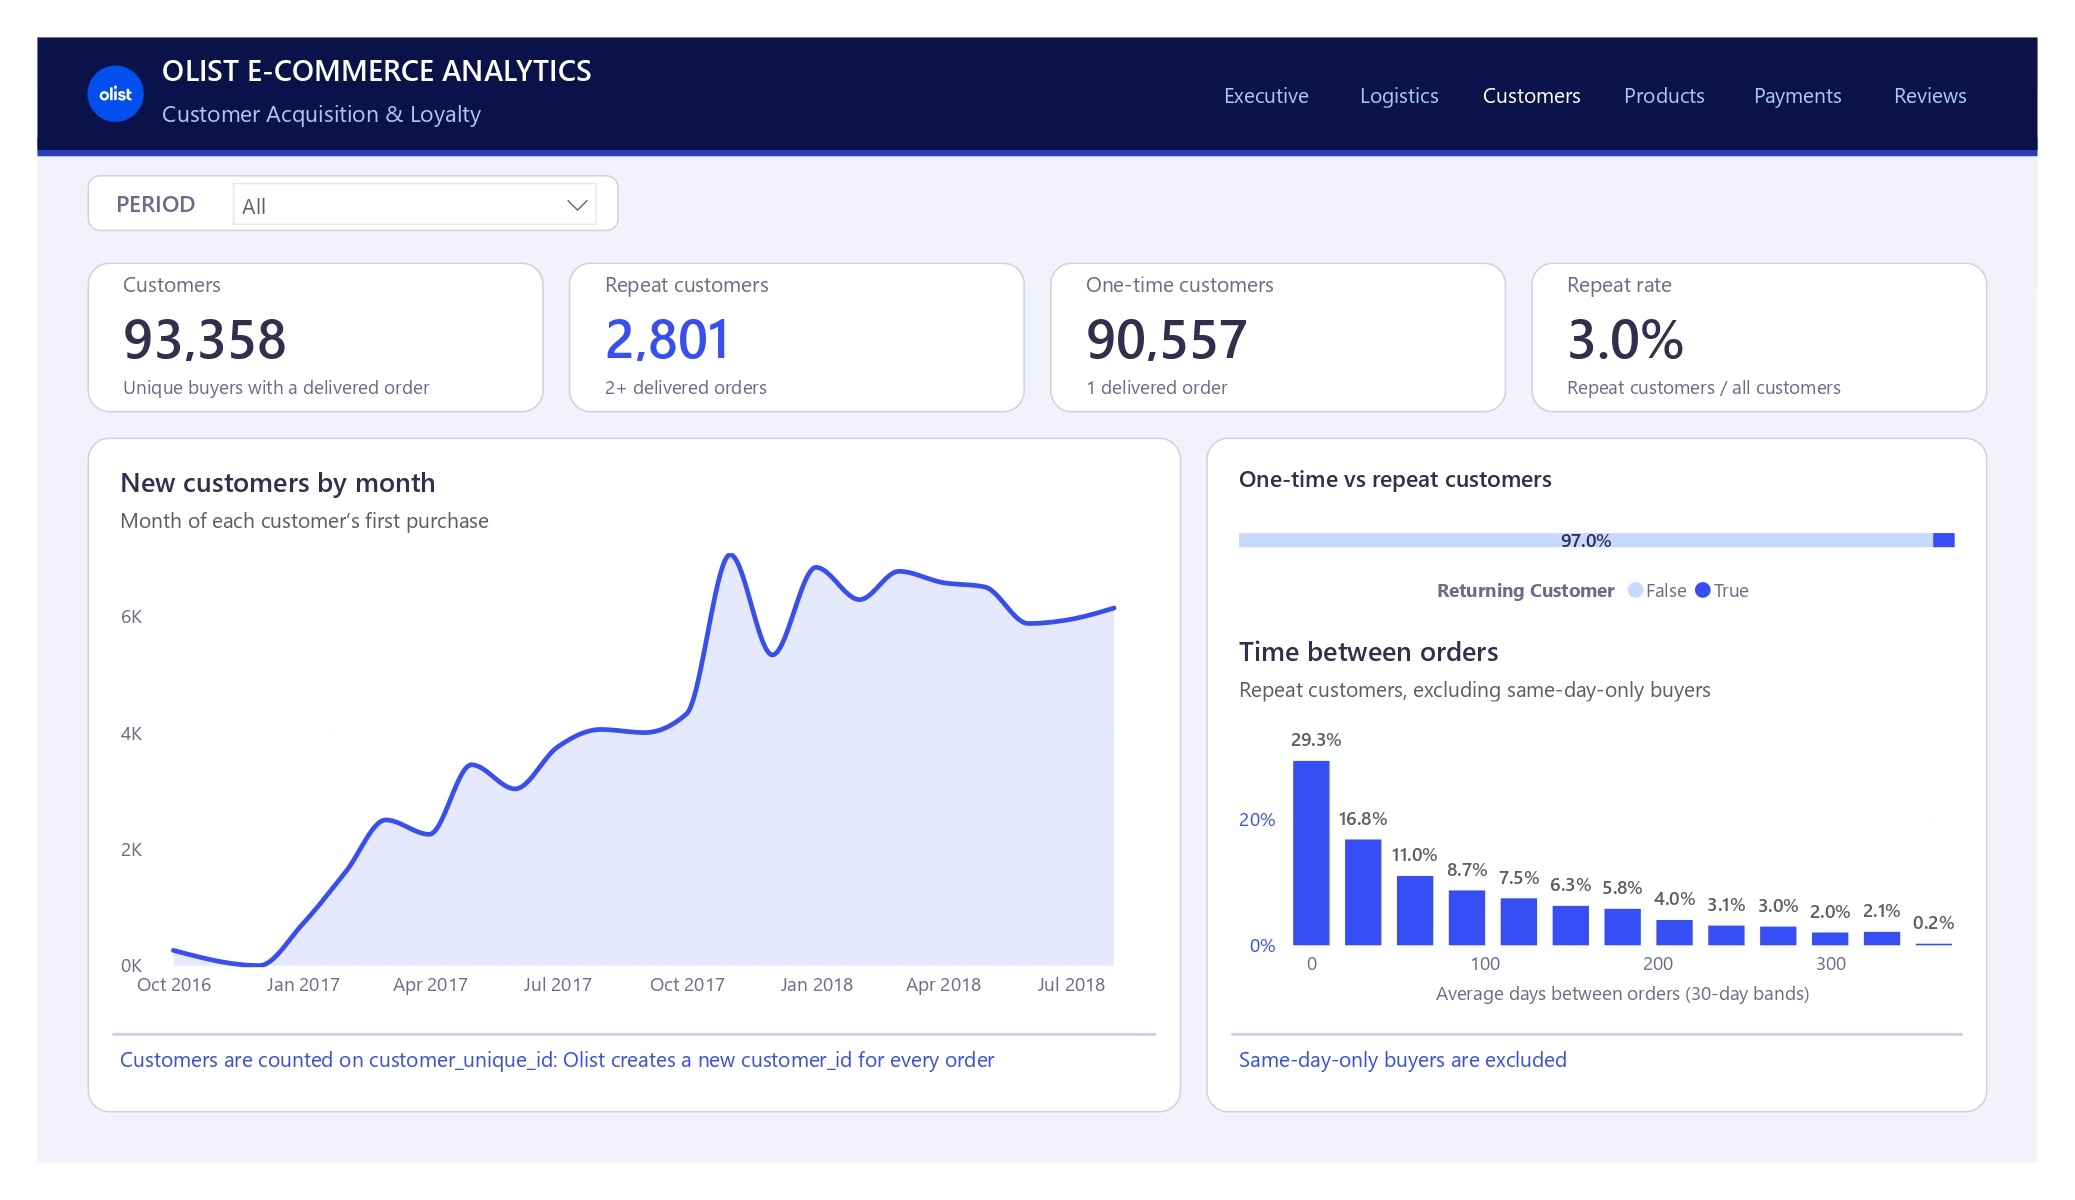 olist
OLIST E-COMMERCE ANALYTICS
Customer Acquisition & Loyalty
Executive Logistics Customers Products Payments Reviews
PERIOD All
Customers
93,358
Unique buyers with a delivered order
Repeat customers
2,801
2+ delivered orders
One-time customers
90,557
1 delivered order
Repeat rate
3.0%
Repeat customers / all customers
New customers by month
Month of each customer’s first purchase
6K
4K
2K
0K
Oct 2016 Jan 2017 Apr 2017 Jul 2017 Oct 2017 Jan 2018 Apr 2018 Jul 2018
Customers are counted on customer_unique_id: Olist creates a new customer_id for every order
One-time vs repeat customers
97.0%
Returning Customer False True
Time between orders
Repeat customers, excluding same-day-only buyers
29.3% 16.8% 11.0% 8.7% 7.5% 6.3% 5.8% 4.0% 3.1% 3.0% 2.0% 2.1% 0.2%
20%
0%
0 100 200 300
Average days between orders (30-day bands)
Same-day-only buyers are excluded